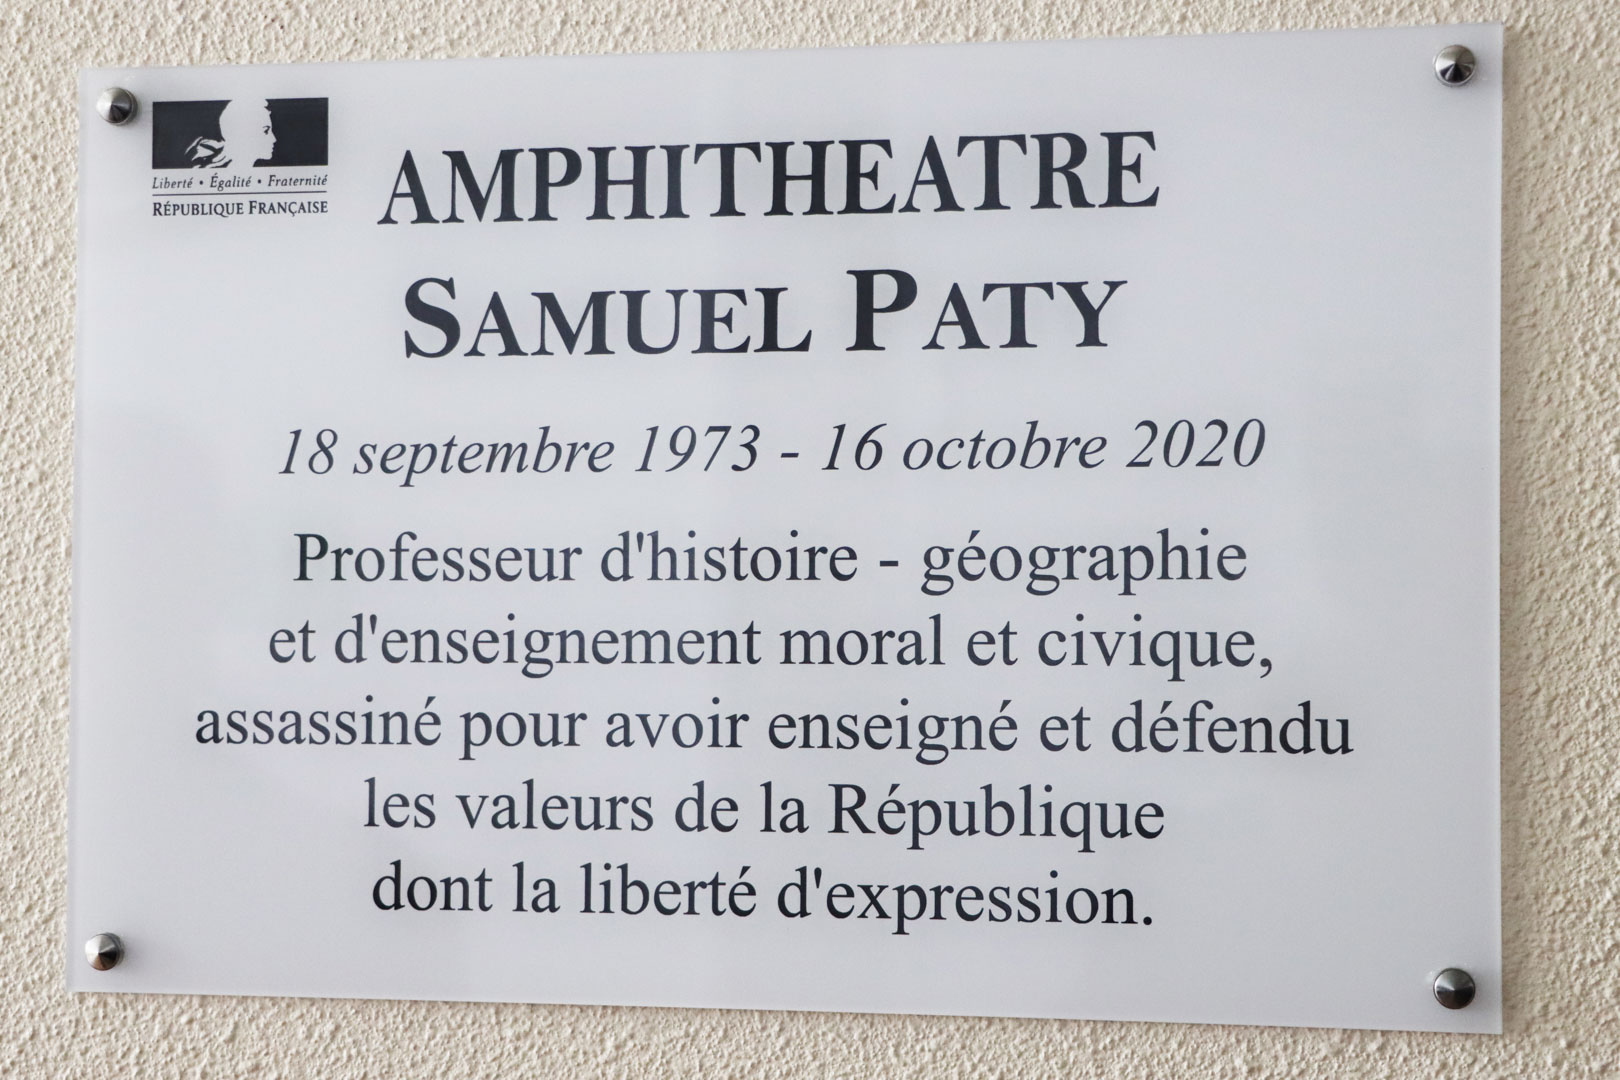 Liberté • Égalité • Fraternité
RÉPUBLIQUE FRANÇAISE
AMPHITHEATRE
SAMUEL PATY
18 septembre 1973 - 16 octobre 2020
Professeur d'histoire - géographie
et d'enseignement moral et civique,
assassiné pour avoir enseigné et défendu
les valeurs de la République
dont la liberté d'expression.